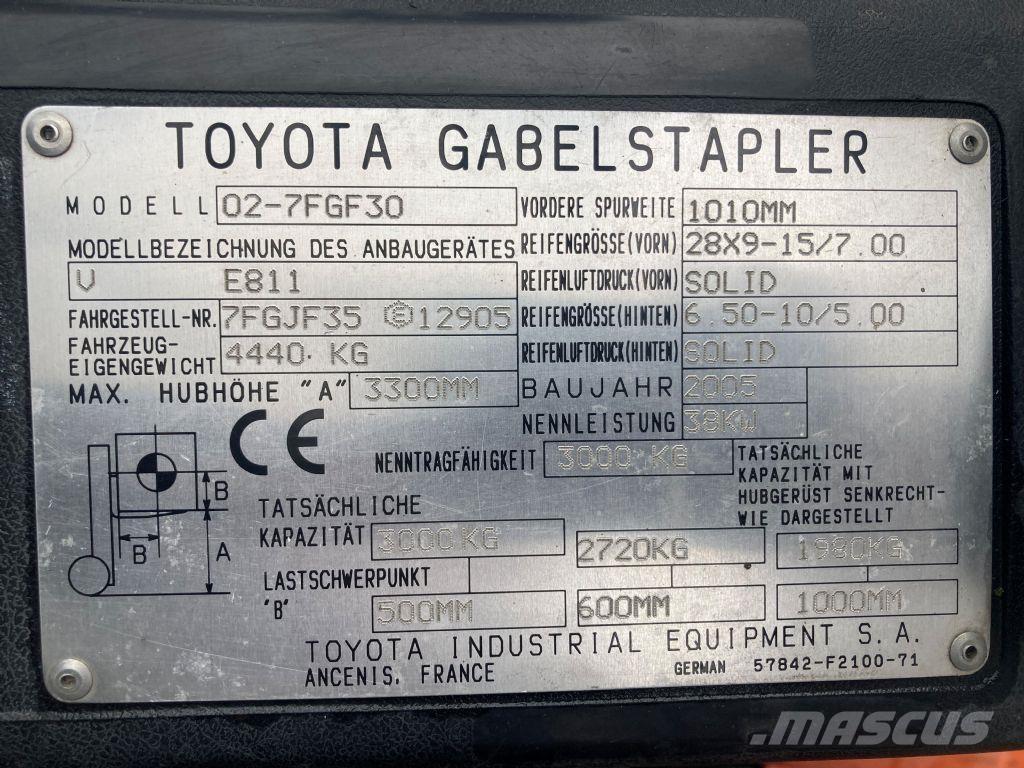 TOYOTA GABELSTAPLER
MODELL 02-7FGF30
MODELLBEZEICHNUNG DES ANBAUGERÄTES
V E811
FAHRGESTELL-NR. 7FGJF35 E12905
FAHRZEUG-
EIGENGEWICHT 4440. KG
MAX. HUBHÖHE "A" 3300MM
VORDERE SPURWEITE 1010MM
REIFENGRÖSSE(VORN) 28X9-15/7.00
REIFENLUFTDRUCK(VORN) SOLID
REIFENGRÖSSE(HINTEN) 6.50-10/5.00
REIFENLUFTDRUCK(HINTEN) SOLID
BAUJAHR 2005
NENNLEISTUNG 38KW
CE
NENNTRAGFÄHIGKEIT 3000 KG
TATSÄCHLICHE
KAPAZITÄT MIT
HUBGERÜST SENKRECHT-
WIE DARGESTELLT
B
B
A
TATSÄCHLICHE
KAPAZITÄT 3000KG 2720KG 1980KG
LASTSCHWERPUNKT
"B" 500MM 600MM 1000MM
TOYOTA INDUSTRIAL EQUIPMENT S.A.
ANCENIS, FRANCE
GERMAN 57842-F2100-71
MASCUS